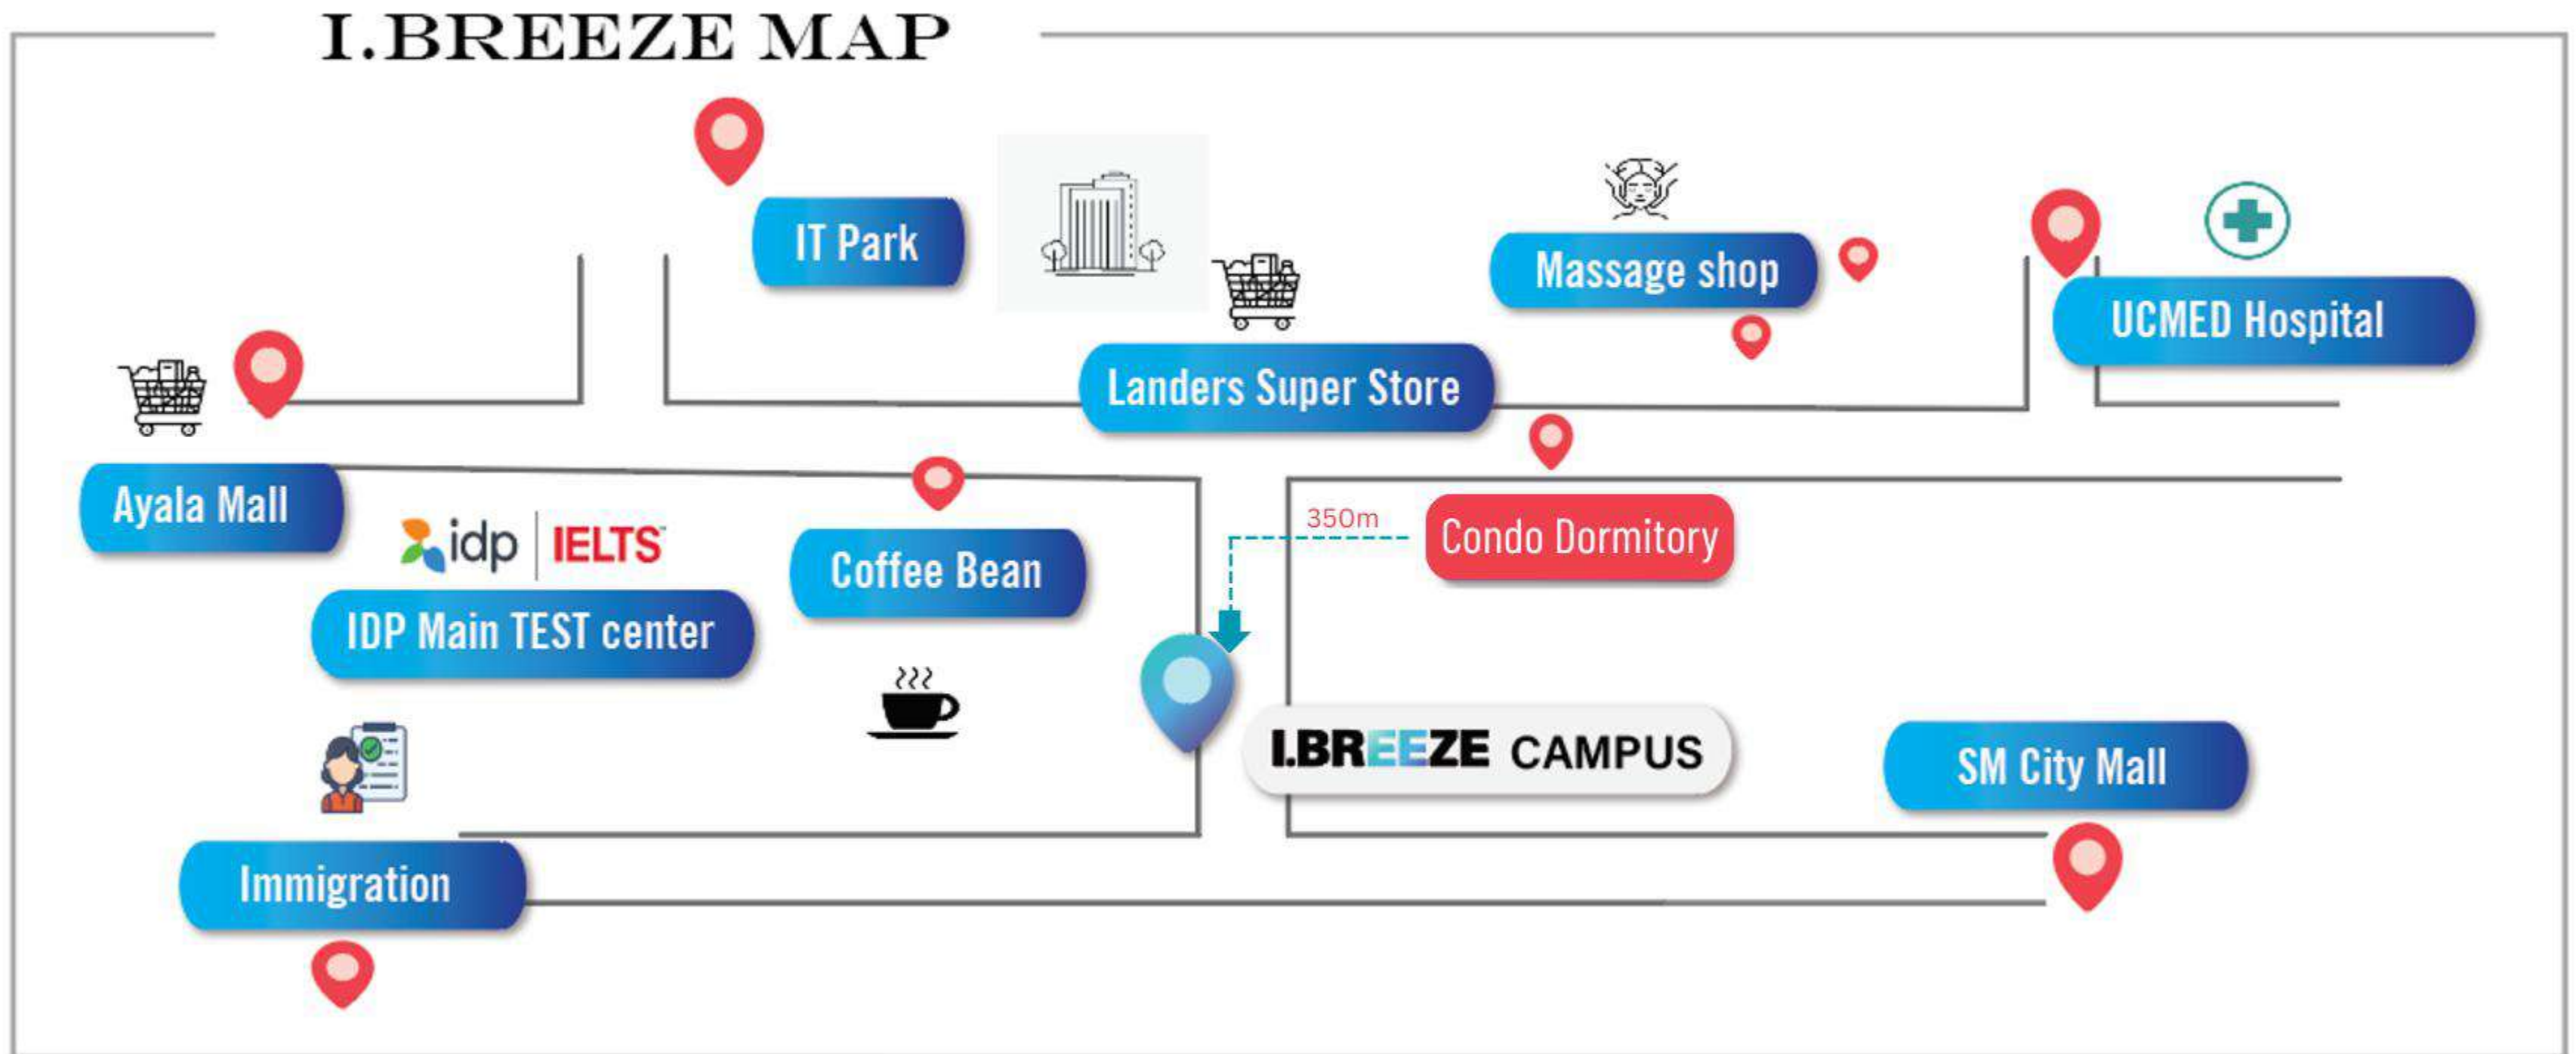 I.BREEZE MAP
IT Park
Massage shop
UCMED Hospital
Landers Super Store
Ayala Mall
idp | IELTS™
350m
Condo Dormitory
Coffee Bean
IDP Main TEST center
I.BREEZE CAMPUS
SM City Mall
Immigration